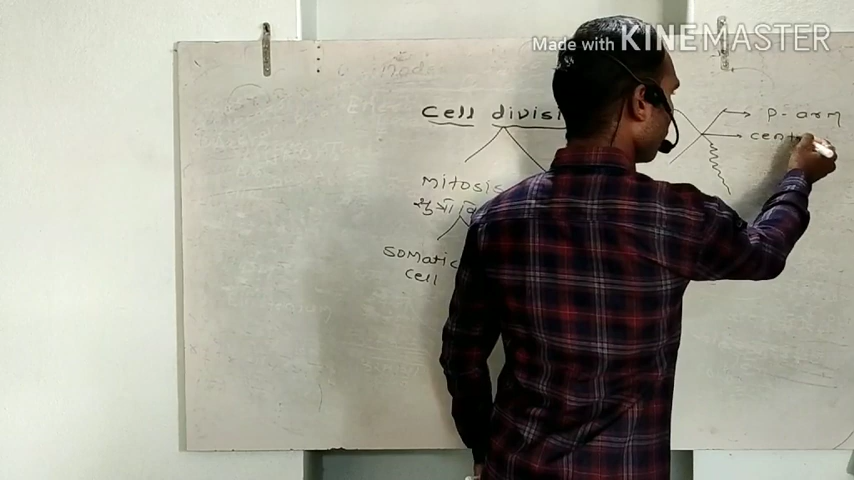 Made with KINEMASTER
Cell divisi
P-arm
cent
mitosis
somatic
cell